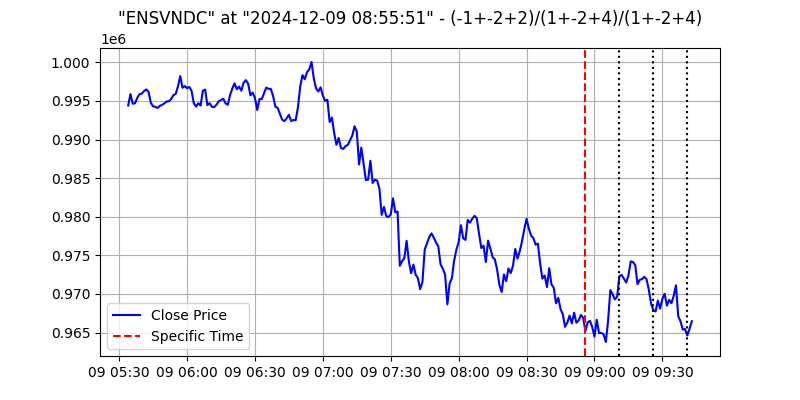 "ENSVNDC" at "2024-12-09 08:55:51" - (-1+-2+2)/(1+-2+4)/(1+-2+4)
1e6
1.000
0.995
0.990
0.985
0.980
0.975
0.970
0.965
Close Price
Specific Time
09 05:30 09 06:00 09 06:30 09 07:00 09 07:30 09 08:00 09 08:30 09 09:00 09 09:30